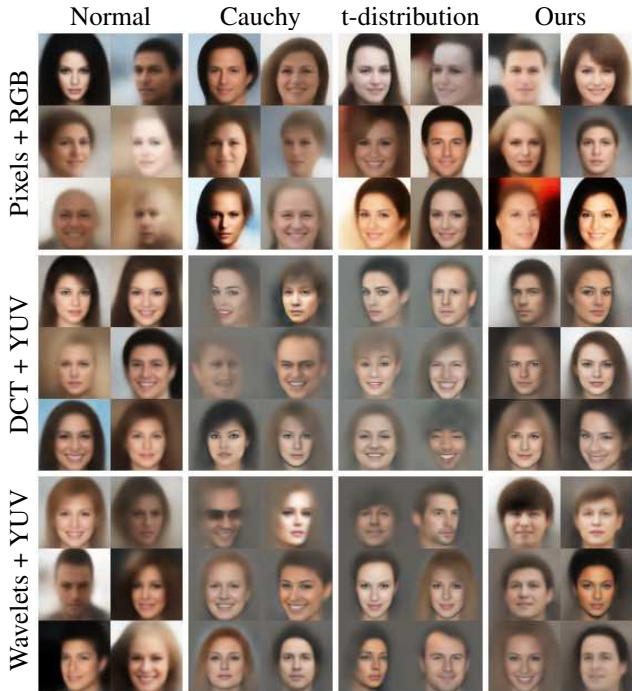 Normal Cauchy t-distribution Ours
Pixels + RGB
DCT + YUV
Wavelets + YUV